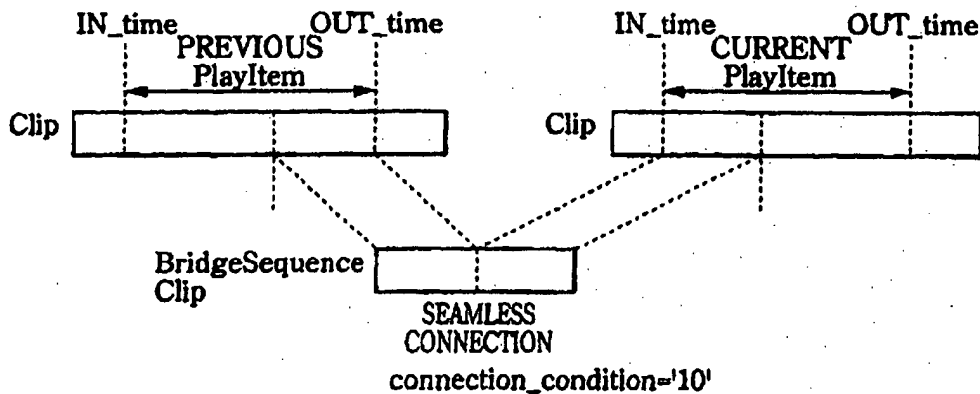 IN_time OUT_time IN_time OUT_time
PREVIOUS CURRENT
PlayItem PlayItem
Clip Clip
BridgeSequence
Clip
SEAMLESS
CONNECTION
connection_condition='10'